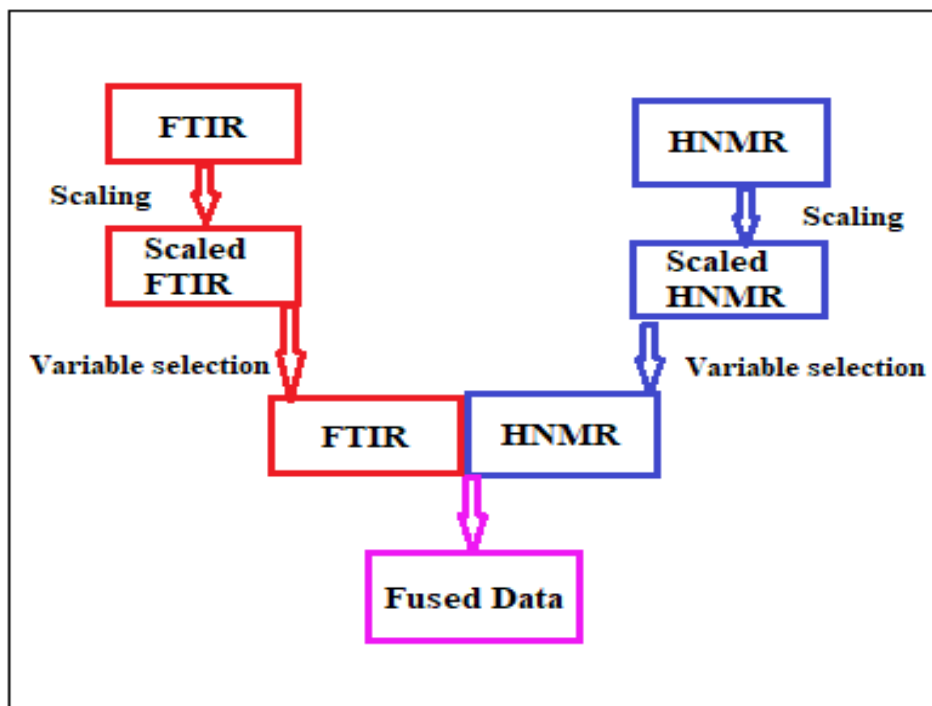 FTIR
HNMR
Scaling
Scaling
Scaled
FTIR
Scaled
HNMR
Variable selection
Variable selection
FTIR
HNMR
Fused Data